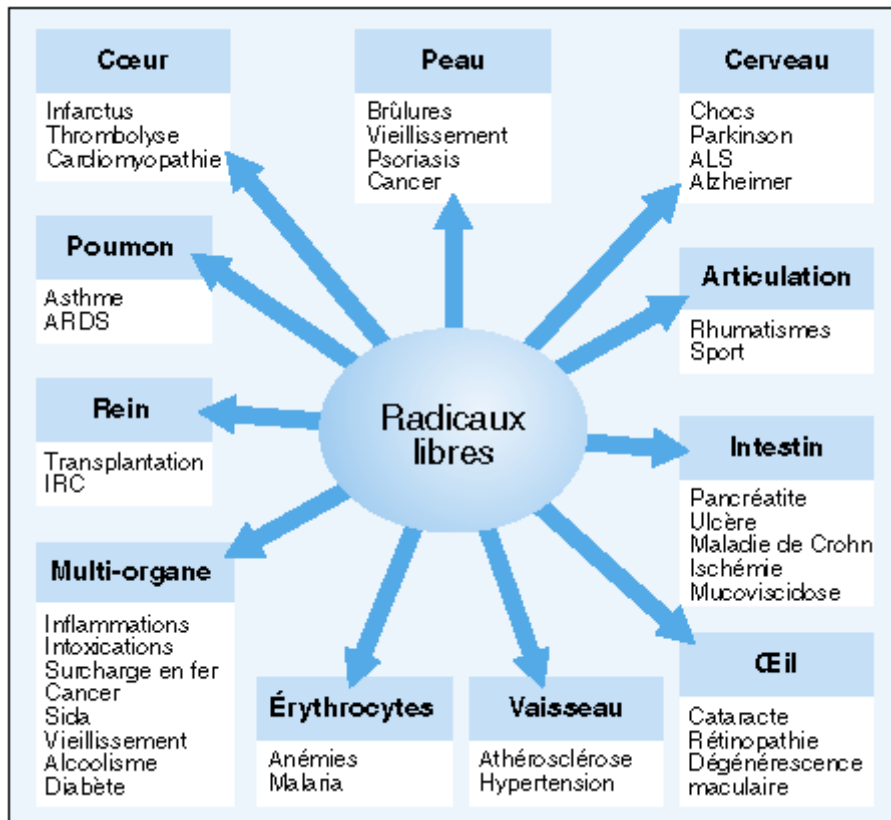 Cœur
Infarctus
Thrombolyse
Cardiomyopathie
Peau
Brûlures
Vieillissement
Psoriasis
Cancer
Cerveau
Chocs
Parkinson
ALS
Alzheimer
Poumon
Asthme
ARDS
Articulation
Rhumatismes
Sport
Radicaux
libres
Rein
Transplantation
IRC
Intestin
Pancréatite
Ulcère
Maladie de Crohn
Ischémie
Mucoviscidose
Multi-organe
Inflammations
Intoxications
Surcharge en fer
Cancer
Sida
Vieillissement
Alcoolisme
Diabète
Érythrocytes
Anémies
Malaria
Vaisseau
Athérosclérose
Hypertension
Œil
Cataracte
Rétinopathie
Dégénérescence
maculaire